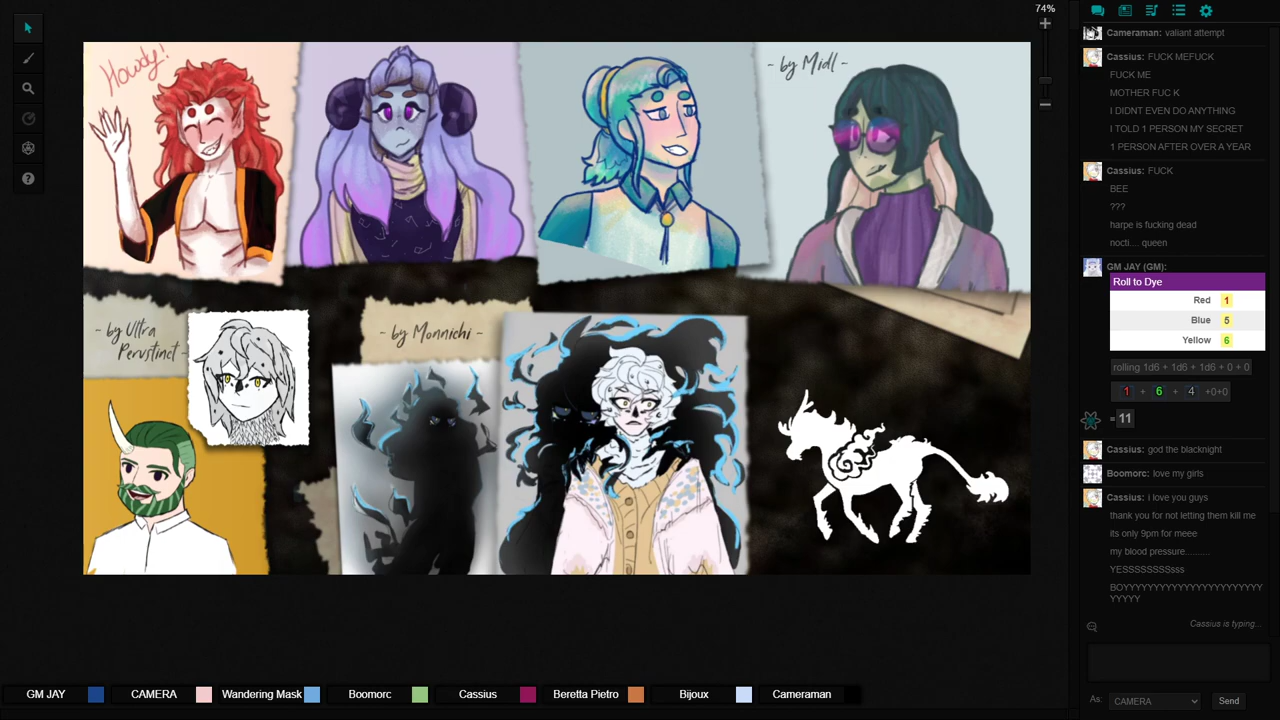 74%
Howdy!
~ by Midl ~
~ by Ultra
Pervstinct ~
~ by Monnichi ~
Cameraman: valiant attempt
Cassius: FUCK MEFUCK
FUCK ME
MOTHER FUC K
I DIDNT EVEN DO ANYTHING
I TOLD 1 PERSON MY SECRET
1 PERSON AFTER OVER A YEAR
Cassius: FUCK
BEE
???
harpe is fucking dead
nocti.... queen
GM JAY (GM):
Roll to Dye
Red 1
Blue 5
Yellow 6
rolling 1d6 + 1d6 + 1d6 + 0 + 0
1 + 6 + 4 +0+0
= 11
Cassius: god the blacknight
Boomorc: love my girls
Cassius: i love you guys
thank you for not letting them kill me
its only 9pm for meee
my blood pressure..........
YESSSSSSSSsss
BOYYYYYYYYYYYYYYYYYYYYYYY
YYYYY
Cassius is typing...
As: CAMERA Send
GM JAY CAMERA Wandering Mask Boomorc Cassius Beretta Pietro Bijoux Cameraman